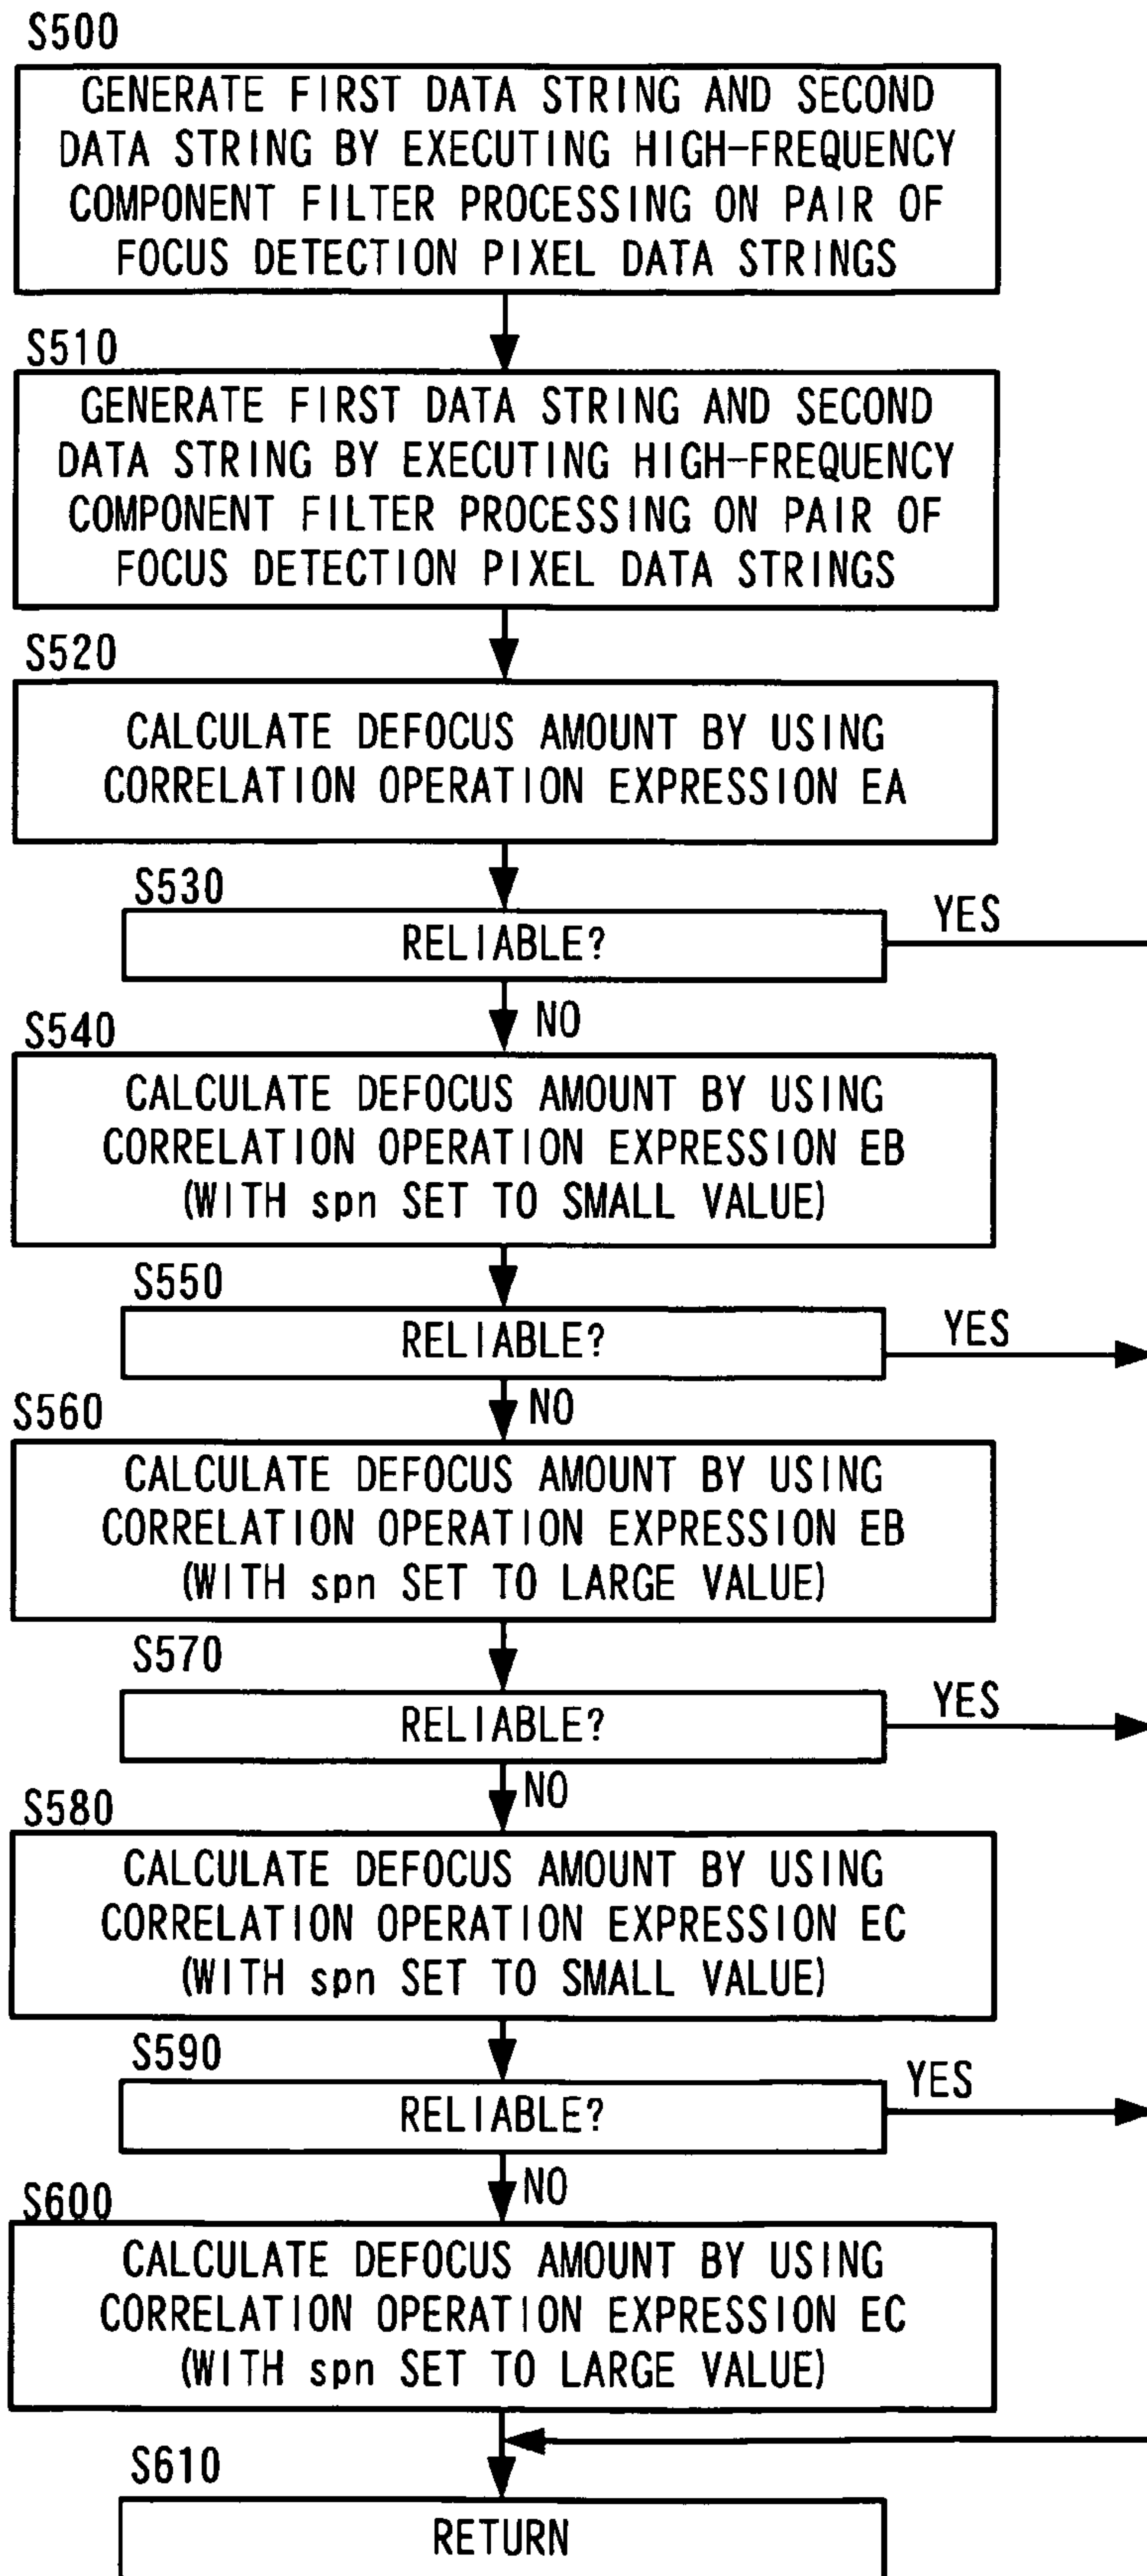 S500
GENERATE FIRST DATA STRING AND SECOND
DATA STRING BY EXECUTING HIGH-FREQUENCY
COMPONENT FILTER PROCESSING ON PAIR OF
FOCUS DETECTION PIXEL DATA STRINGS
S510
GENERATE FIRST DATA STRING AND SECOND
DATA STRING BY EXECUTING HIGH-FREQUENCY
COMPONENT FILTER PROCESSING ON PAIR OF
FOCUS DETECTION PIXEL DATA STRINGS
S520
CALCULATE DEFOCUS AMOUNT BY USING
CORRELATION OPERATION EXPRESSION EA
S530
RELIABLE?
YES
NO
S540
CALCULATE DEFOCUS AMOUNT BY USING
CORRELATION OPERATION EXPRESSION EB
(WITH spn SET TO SMALL VALUE)
S550
RELIABLE?
YES
NO
S560
CALCULATE DEFOCUS AMOUNT BY USING
CORRELATION OPERATION EXPRESSION EB
(WITH spn SET TO LARGE VALUE)
S570
RELIABLE?
YES
NO
S580
CALCULATE DEFOCUS AMOUNT BY USING
CORRELATION OPERATION EXPRESSION EC
(WITH spn SET TO SMALL VALUE)
S590
RELIABLE?
YES
NO
S600
CALCULATE DEFOCUS AMOUNT BY USING
CORRELATION OPERATION EXPRESSION EC
(WITH spn SET TO LARGE VALUE)
S610
RETURN